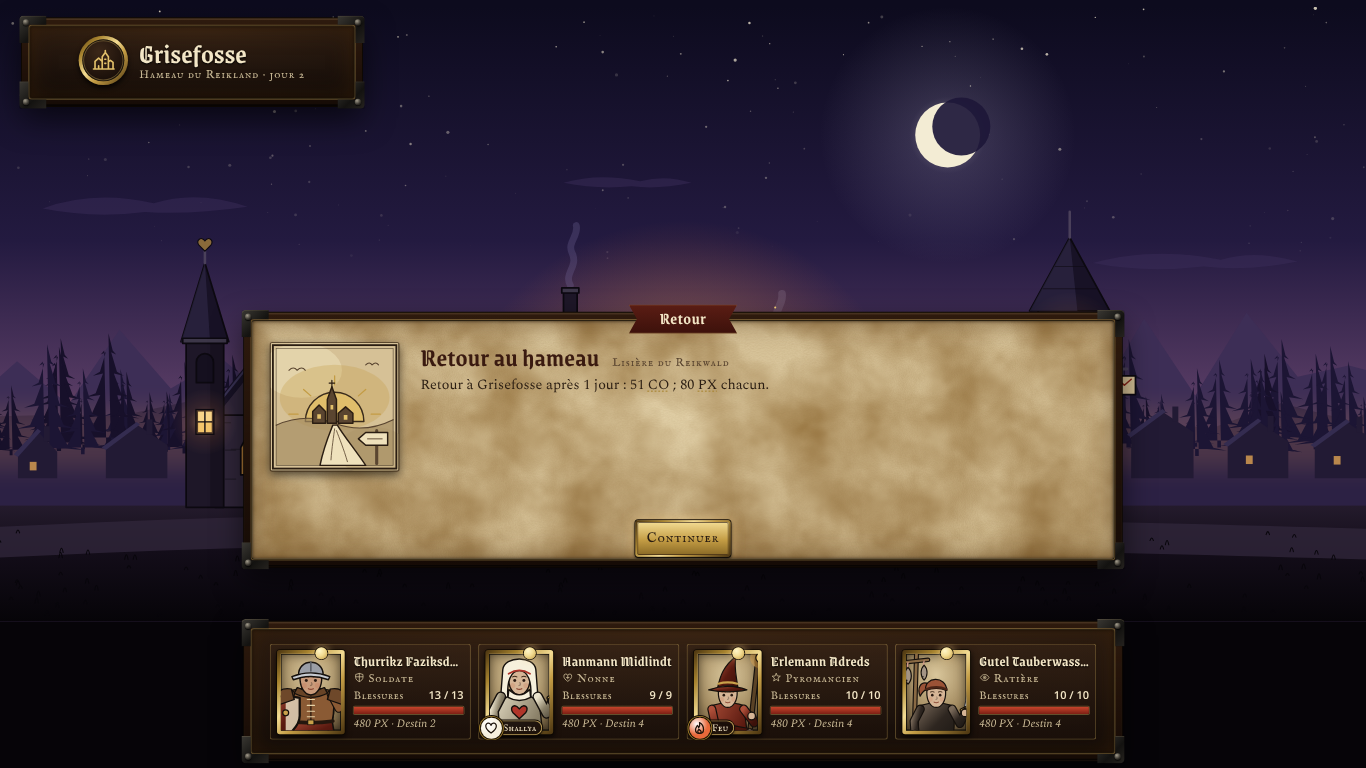 Grisefosse
Hameau du Reikland · jour 2
Retour
Retour au hameau Lisière du Reikwald
Retour à Grisefosse après 1 jour : 51 CO ; 80 PX chacun.
Continuer
Thurrikz Faziksd...
Soldate
Blessures 13 / 13
480 PX · Destin 2
Hanmann Midlindt
Nonne
Blessures 9 / 9
480 PX · Destin 4
Shallya
Erlemann Adreds
Pyromancien
Blessures 10 / 10
480 PX · Destin 4
Feu
Gutel Tauberwass...
Ratière
Blessures 10 / 10
480 PX · Destin 4